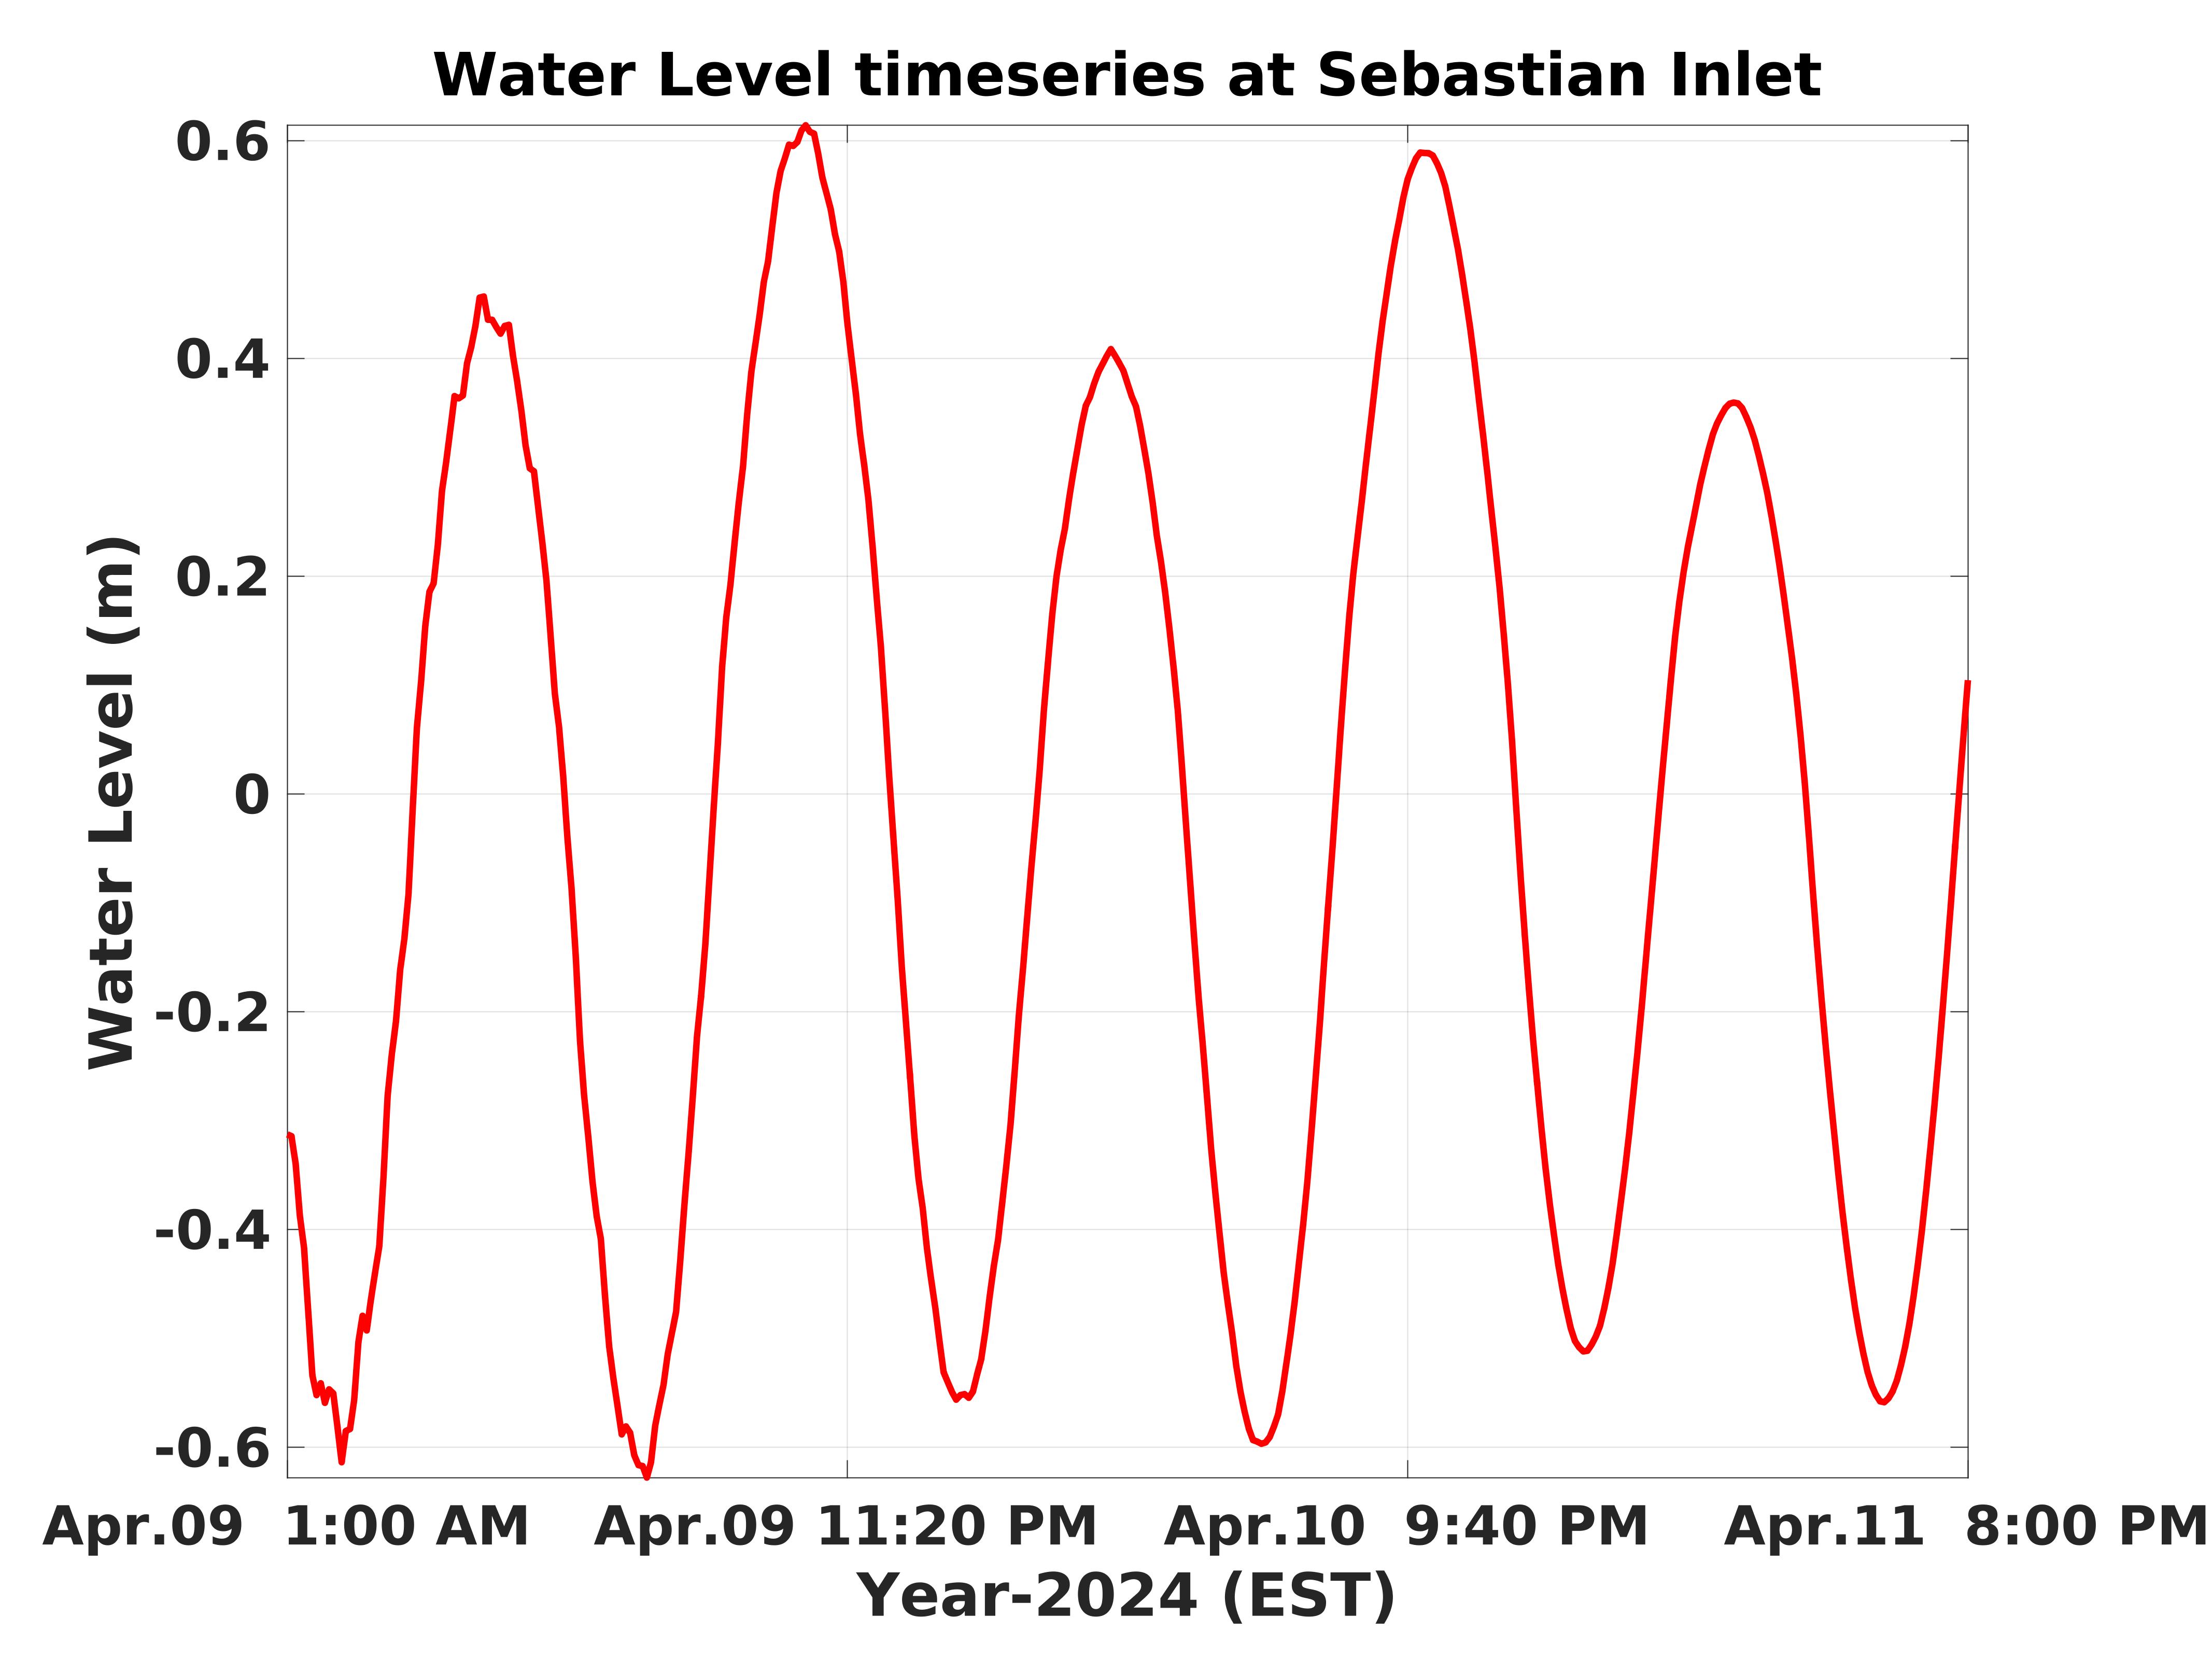 Water Level timeseries at Sebastian Inlet
Water Level (m)
0.6
0.4
0.2
0
-0.2
-0.4
-0.6
Apr.09 1:00 AM Apr.09 11:20 PM Apr.10 9:40 PM Apr.11 8:00 PM
Year-2024 (EST)